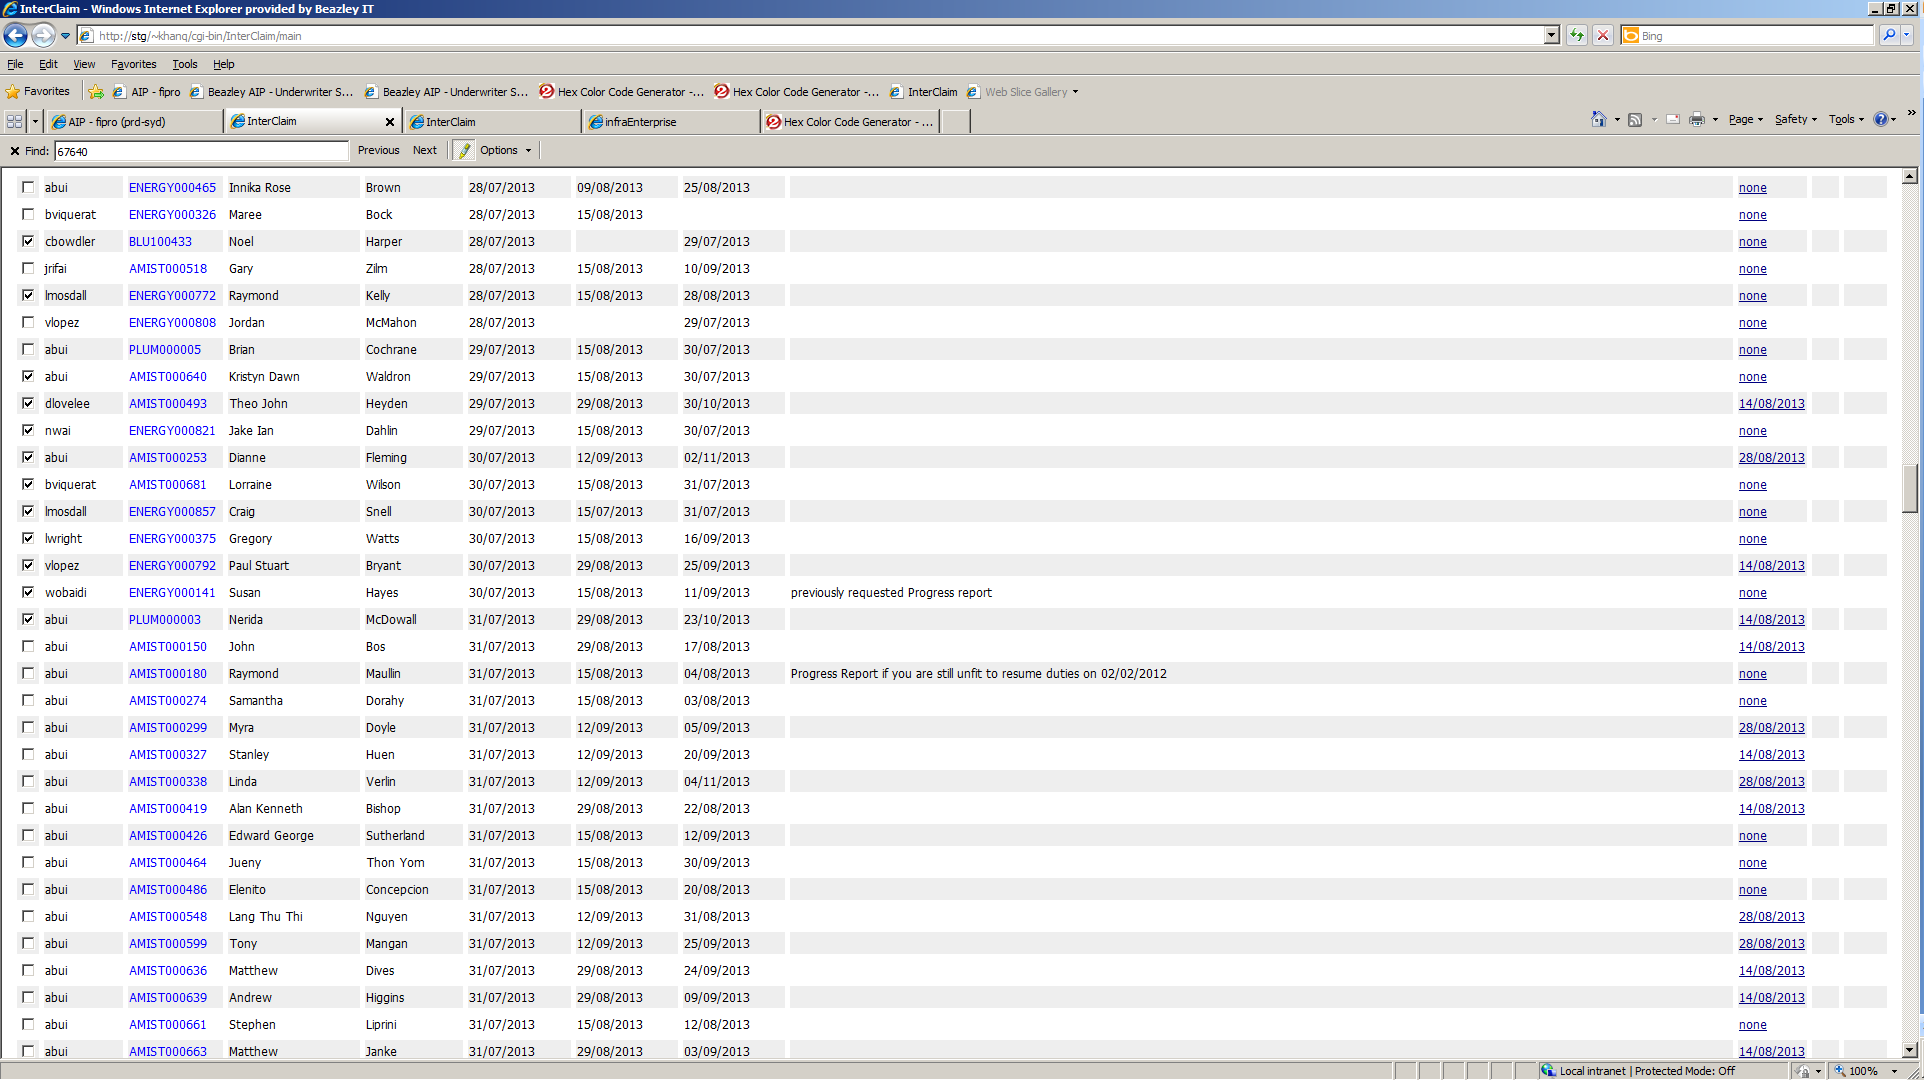 InterClaim - Windows Internet Explorer provided by Beazley IT
http://stg/~khanq/cgi-bin/InterClaim/main
Bing
File Edit View Favorites Tools Help
Favorites AIP - fipro Beazley AIP - Underwriter S... Beazley AIP - Underwriter S... Hex Color Code Generator -... Hex Color Code Generator -... InterClaim Web Slice Gallery
AIP - fipro (prd-syd) InterClaim InterClaim infraEnterprise Hex Color Code Generator - ... Page Safety Tools
Find: 67640 Previous Next Options
abui ENERGY000465 Innika Rose Brown 28/07/2013 09/08/2013 25/08/2013 none
bviquerat ENERGY000326 Maree Bock 28/07/2013 15/08/2013 none
cbowdler BLU100433 Noel Harper 28/07/2013 29/07/2013 none
jrifai AMIST000518 Gary Zilm 28/07/2013 15/08/2013 10/09/2013 none
lmosdall ENERGY000772 Raymond Kelly 28/07/2013 15/08/2013 28/08/2013 none
vlopez ENERGY000808 Jordan McMahon 28/07/2013 29/07/2013 none
abui PLUM000005 Brian Cochrane 29/07/2013 15/08/2013 30/07/2013 none
abui AMIST000640 Kristyn Dawn Waldron 29/07/2013 15/08/2013 30/07/2013 none
dlovelee AMIST000493 Theo John Heyden 29/07/2013 29/08/2013 30/10/2013 14/08/2013
nwai ENERGY000821 Jake Ian Dahlin 29/07/2013 15/08/2013 30/07/2013 none
abui AMIST000253 Dianne Fleming 30/07/2013 12/09/2013 02/11/2013 28/08/2013
bviquerat AMIST000681 Lorraine Wilson 30/07/2013 15/08/2013 31/07/2013 none
lmosdall ENERGY000857 Craig Snell 30/07/2013 15/07/2013 31/07/2013 none
lwright ENERGY000375 Gregory Watts 30/07/2013 15/08/2013 16/09/2013 none
vlopez ENERGY000792 Paul Stuart Bryant 30/07/2013 29/08/2013 25/09/2013 14/08/2013
wobaidi ENERGY000141 Susan Hayes 30/07/2013 15/08/2013 11/09/2013 previously requested Progress report none
abui PLUM000003 Nerida McDowall 31/07/2013 29/08/2013 23/10/2013 14/08/2013
abui AMIST000150 John Bos 31/07/2013 29/08/2013 17/08/2013 14/08/2013
abui AMIST000180 Raymond Maullin 31/07/2013 15/08/2013 04/08/2013 Progress Report if you are still unfit to resume duties on 02/02/2012 none
abui AMIST000274 Samantha Dorahy 31/07/2013 15/08/2013 03/08/2013 none
abui AMIST000299 Myra Doyle 31/07/2013 12/09/2013 05/09/2013 28/08/2013
abui AMIST000327 Stanley Huen 31/07/2013 12/09/2013 20/09/2013 14/08/2013
abui AMIST000338 Linda Verlin 31/07/2013 12/09/2013 04/11/2013 28/08/2013
abui AMIST000419 Alan Kenneth Bishop 31/07/2013 29/08/2013 22/08/2013 14/08/2013
abui AMIST000426 Edward George Sutherland 31/07/2013 15/08/2013 12/09/2013 none
abui AMIST000464 Jueny Thon Yom 31/07/2013 15/08/2013 30/09/2013 none
abui AMIST000486 Elenito Concepcion 31/07/2013 15/08/2013 20/08/2013 none
abui AMIST000548 Lang Thu Thi Nguyen 31/07/2013 12/09/2013 31/08/2013 28/08/2013
abui AMIST000599 Tony Mangan 31/07/2013 12/09/2013 25/09/2013 28/08/2013
abui AMIST000636 Matthew Dives 31/07/2013 29/08/2013 24/09/2013 14/08/2013
abui AMIST000639 Andrew Higgins 31/07/2013 29/08/2013 09/09/2013 14/08/2013
abui AMIST000661 Stephen Liprini 31/07/2013 15/08/2013 12/08/2013 none
abui AMIST000663 Matthew Janke 31/07/2013 29/08/2013 03/09/2013 14/08/2013
Local intranet | Protected Mode: Off 100%